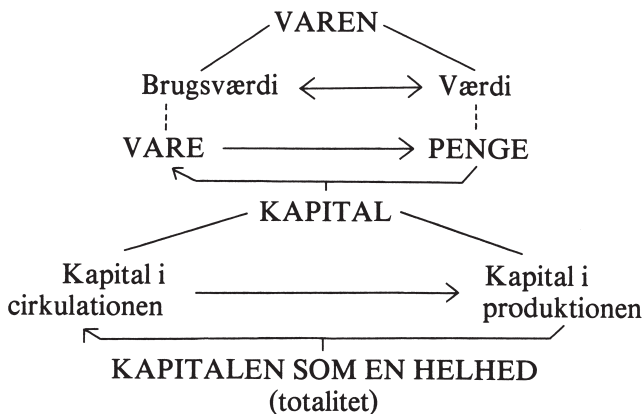 VAREN
Brugsværdi
Værdi
VARE
PENGE
KAPITAL
Kapital i
cirkulationen
Kapital i
produktionen
KAPITALEN SOM EN HELHED
(totalitet)